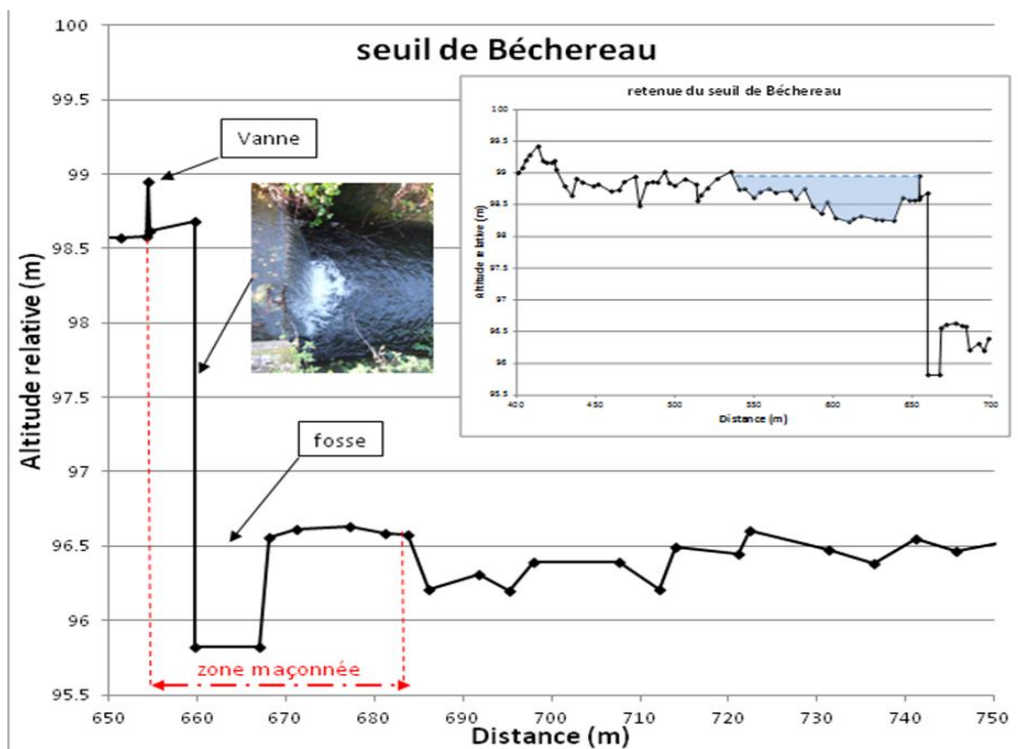 seuil de Béchereau
100
99.5
99
98.5
98
97.5
97
96.5
96
95.5
Altitude relative (m)
Vanne
fosse
zone maçonnée
650 660 670 680 690 700 710 720 730 740 750
Distance (m)
retenue du seuil de Béchereau
100
99.5
99
98.5
98
97.5
97
96.5
96
95.5
Altitude relative (m)
400 450 500 550 600 650 700
Distance (m)